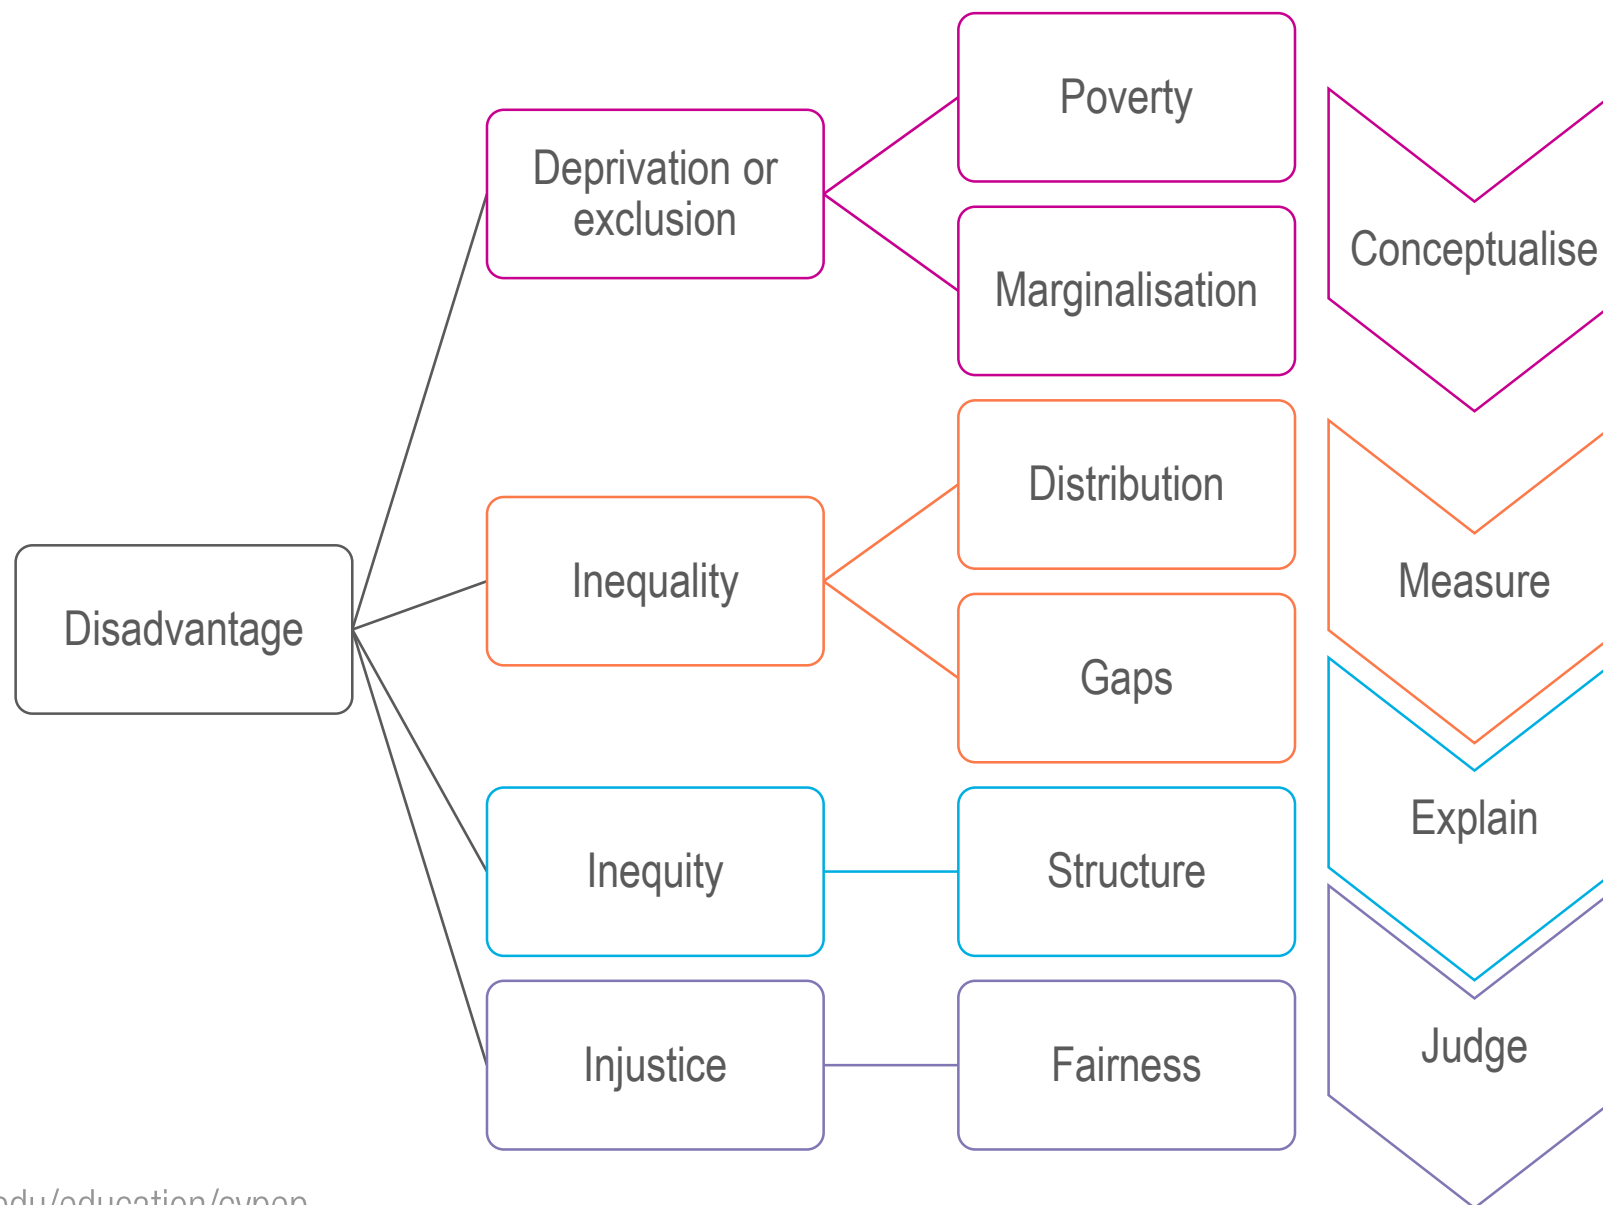 Disadvantage
Deprivation or
exclusion
Poverty
Marginalisation
Inequality
Distribution
Gaps
Inequity
Structure
Injustice
Fairness
Conceptualise
Measure
Explain
Judge